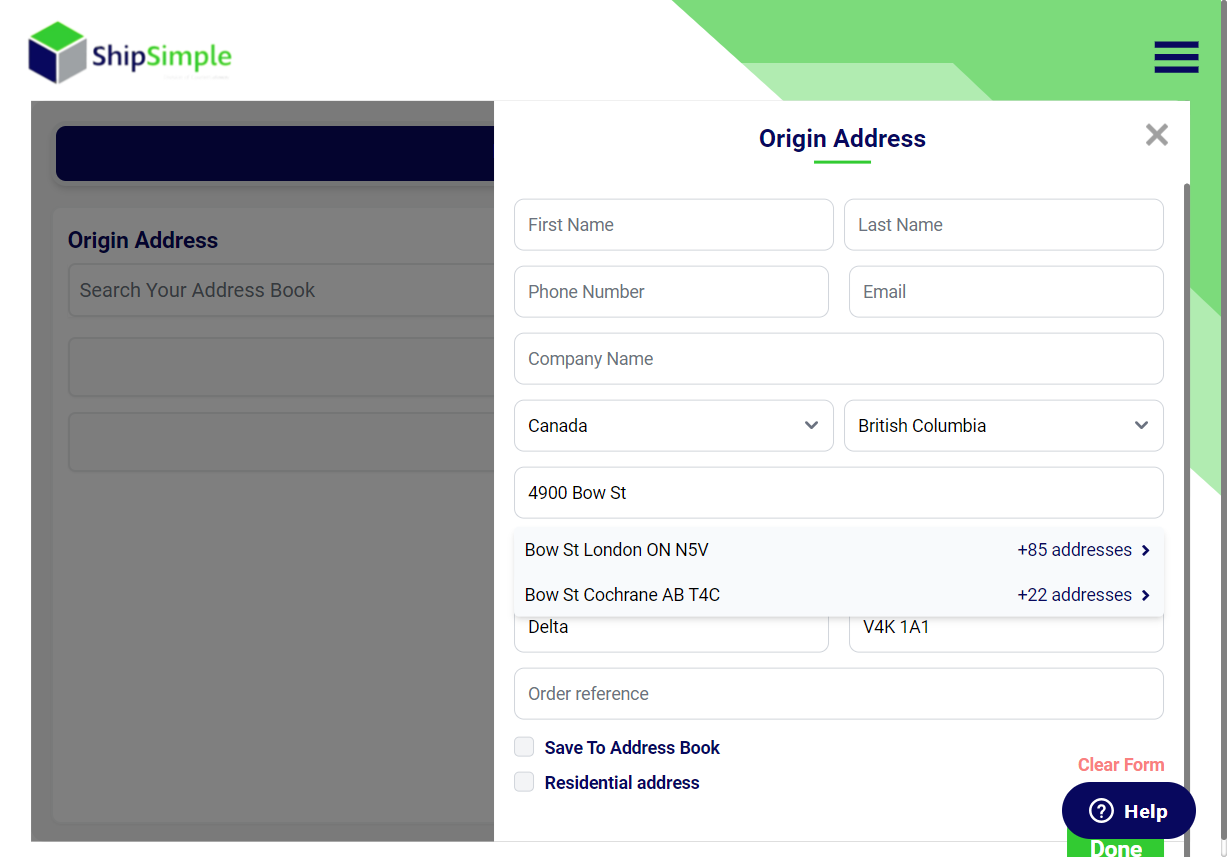 ShipSimple
Origin Address
Origin Address
Search Your Address Book
First Name
Last Name
Phone Number
Email
Company Name
Canada
British Columbia
4900 Bow St
Bow St London ON N5V
+85 addresses
Bow St Cochrane AB T4C
+22 addresses
Delta
V4K 1A1
Order reference
Save To Address Book
Residential address
Clear Form
Help
Done